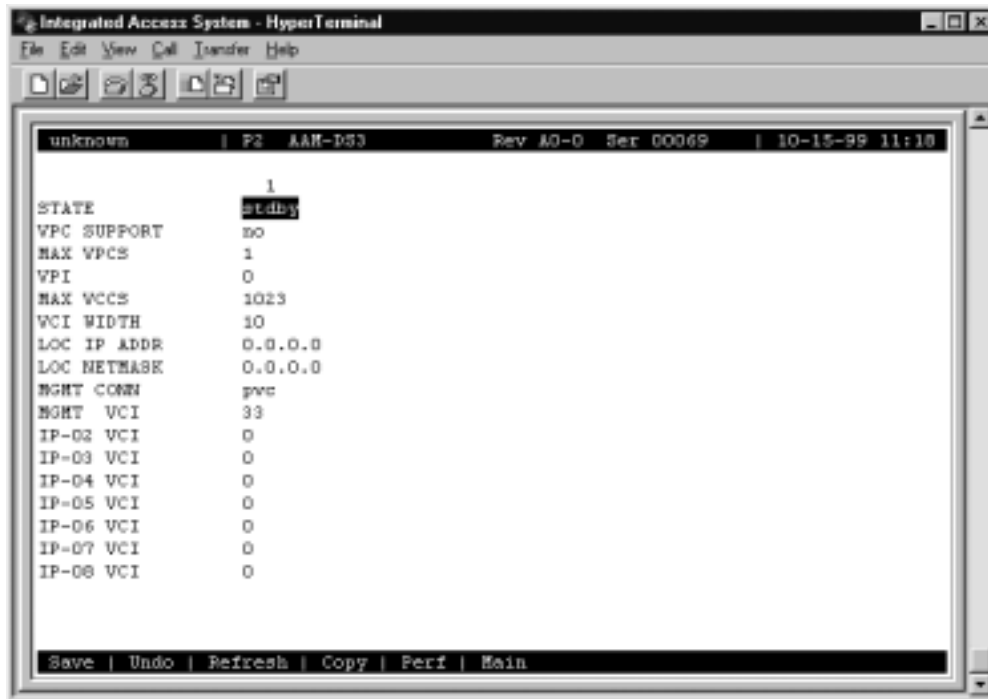 Integrated Access System - HyperTerminal
File Edit View Call Transfer Help
unknown | P2 AAM-DS3 Rev A0-0 Ser 00069 | 10-15-99 11:18
1
STATE stdby
VPC SUPPORT no
MAX VPCS 1
VPI 0
MAX VCCS 1023
VCI WIDTH 10
LOC IP ADDR 0.0.0.0
LOC NETMASK 0.0.0.0
MGMT CONN pvc
MGMT VCI 33
IP-02 VCI 0
IP-03 VCI 0
IP-04 VCI 0
IP-05 VCI 0
IP-06 VCI 0
IP-07 VCI 0
IP-08 VCI 0
Save | Undo | Refresh | Copy | Perf | Main